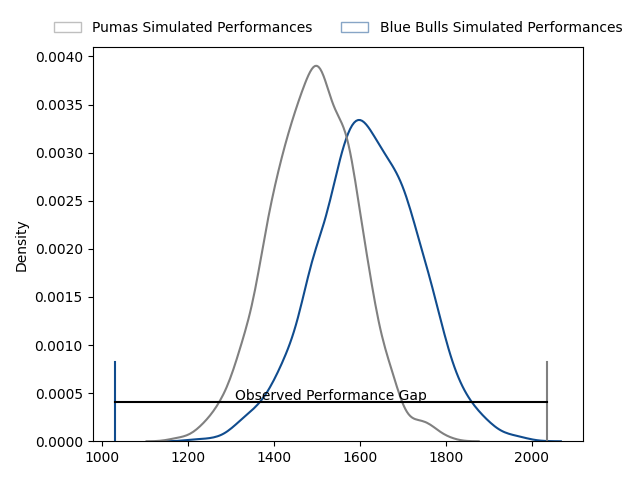 Pumas Simulated Performances Blue Bulls Simulated Performances
0.0040
0.0035
0.0030
0.0025
0.0020
0.0015
0.0010
0.0005
0.0000
Density
Observed Performance Gap
1000 1200 1400 1600 1800 2000